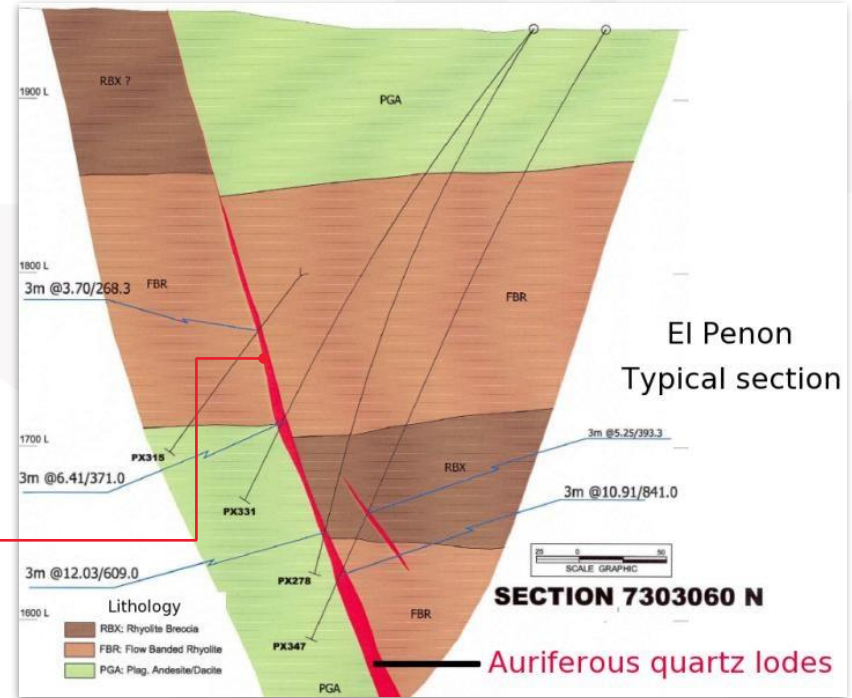 RBX ?
1900 L
PGA
1800 L
3m @3.70/268.3
FBR
FBR
El Penon
Typical section
1700 L
PX315
3m @5.25/393.3
RBX
3m @6.41/371.0
3m @10.91/841.0
PX331
25 0 50
SCALE GRAPHIC
3m @12.03/609.0
PX278
SECTION 7303060 N
Lithology
1600 L
RBX: Rhyolite Breccia
FBR: Flow Banded Rhyolite
PGA: Plag. Andesite/Dacite
FBR
PX347
Auriferous quartz lodes
PGA